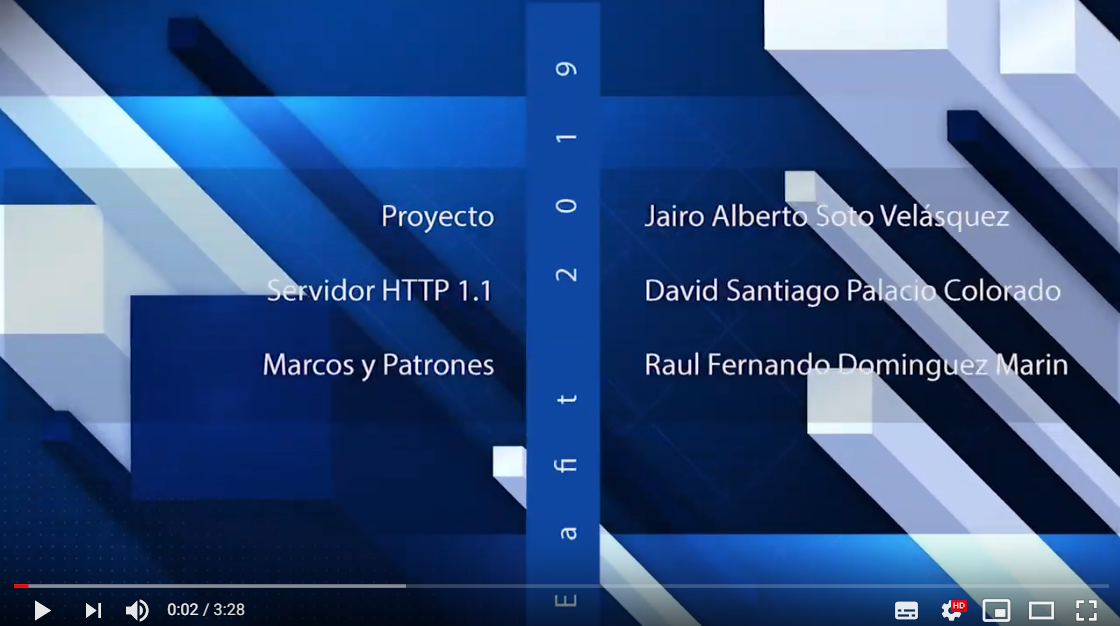 Proyecto
Servidor HTTP 1.1
Marcos y Patrones
Eafit 2019
Jairo Alberto Soto Velásquez
David Santiago Palacio Colorado
Raul Fernando Dominguez Marin
0:02 / 3:28
HD